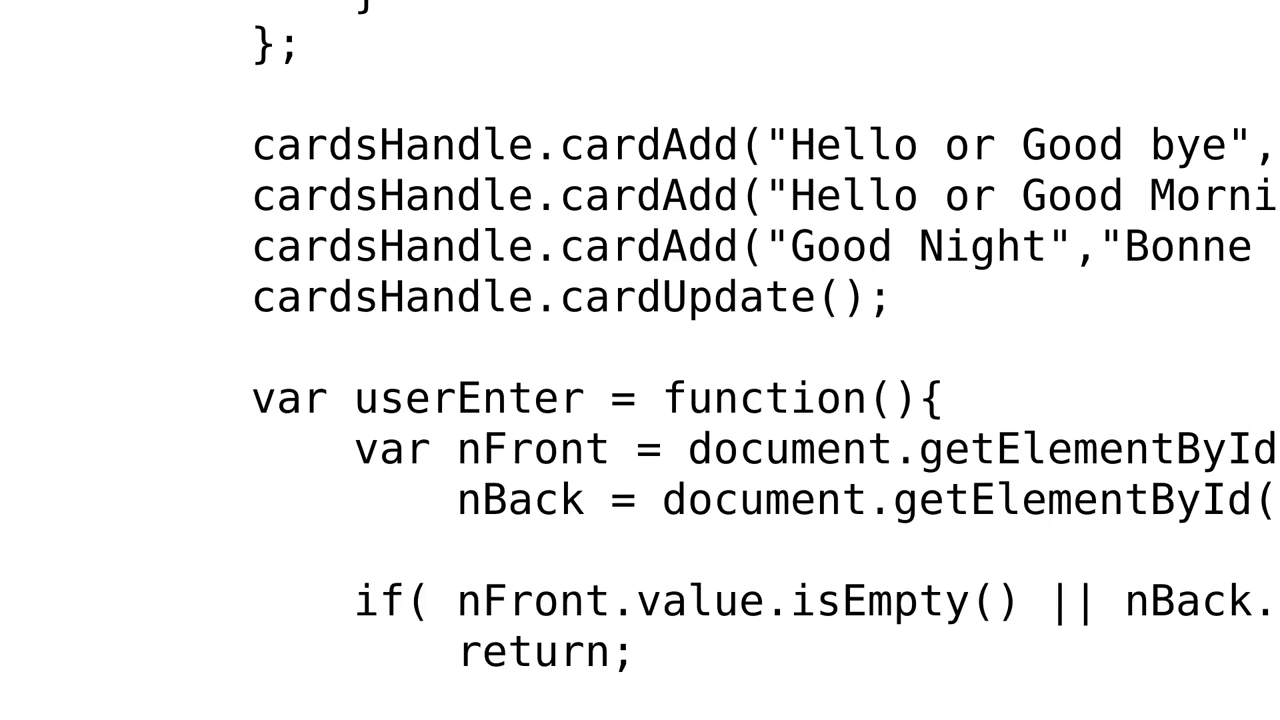 }
};
cardsHandle.cardAdd("Hello or Good bye",
cardsHandle.cardAdd("Hello or Good Morni
cardsHandle.cardAdd("Good Night","Bonne
cardsHandle.cardUpdate();
var userEnter = function(){
var nFront = document.getElementById
nBack = document.getElementById(
if( nFront.value.isEmpty() || nBack.
return;